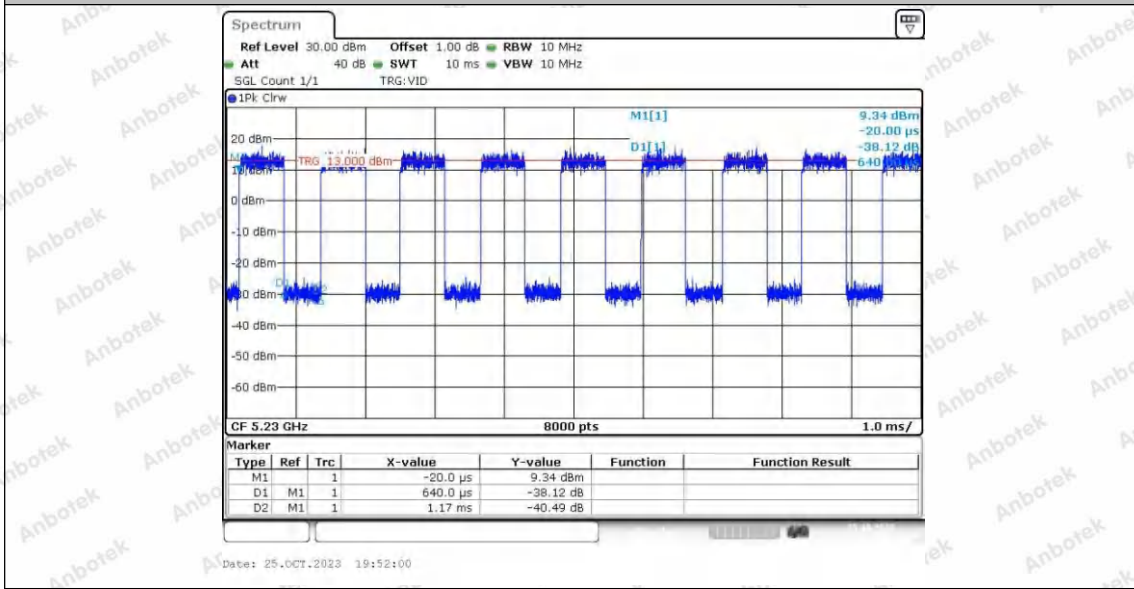 Spectrum
Ref Level 30.00 dBm Offset 1.00 dB RBW 10 MHz
Att 40 dB SWT 10 ms VBW 10 MHz
SGL Count 1/1 TRG:VID
1Pk Clrw
M1[1] 9.34 dBm
-20.00 µs
20 dBm
D1[1] -38.12 dB
TRG 13.000 dBm
640
0 dBm
-10 dBm
-20 dBm
-40 dBm
-50 dBm
-60 dBm
CF 5.23 GHz 8000 pts 1.0 ms/
Marker
Type Ref Trc X-value Y-value Function Function Result
M1 1 -20.0 µs 9.34 dBm
D1 M1 1 640.0 µs -38.12 dB
D2 M1 1 1.17 ms -40.49 dB
Date: 25.OCT.2023 19:52:00
Anbotek